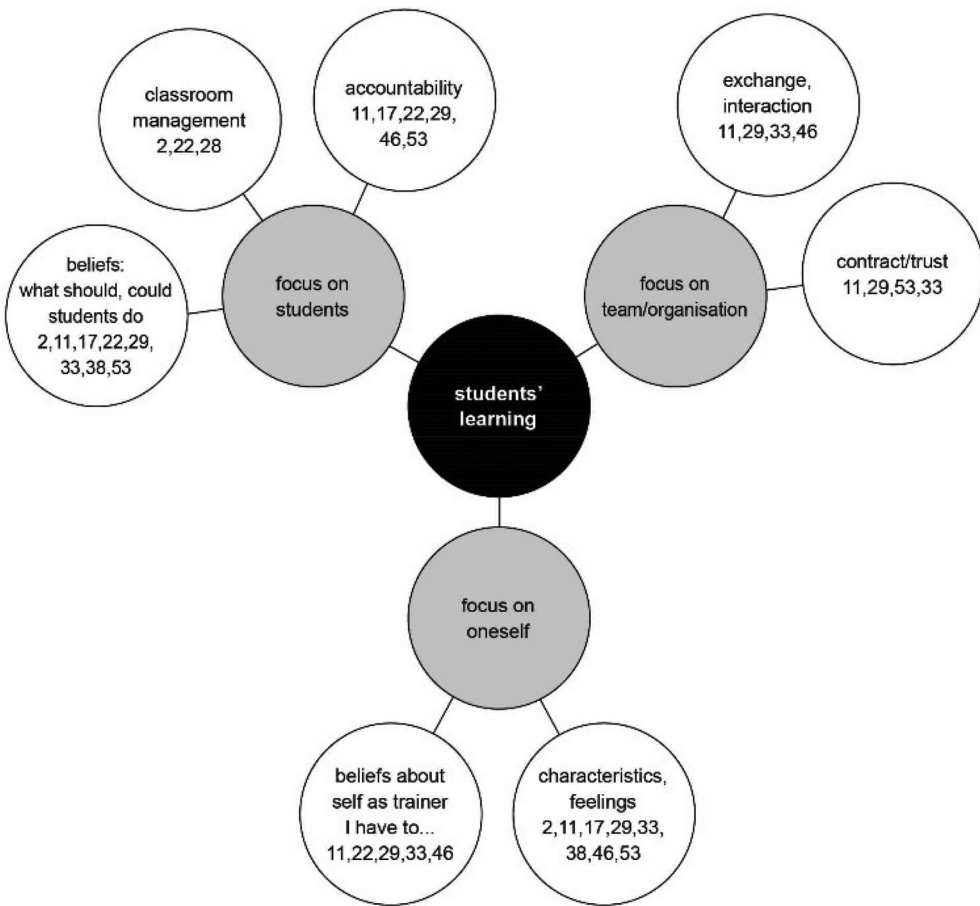 classroom
management
2,22,28
accountability
11,17,22,29,
46,53
exchange,
interaction
11,29,33,46
beliefs:
what should, could
students do
2,11,17,22,29,
33,38,53
focus on
students
focus on
team/organisation
contract/trust
11,29,53,33
students’
learning
focus on
oneself
beliefs about
self as trainer
I have to...
11,22,29,33,46
characteristics,
feelings
2,11,17,29,33,
38,46,53